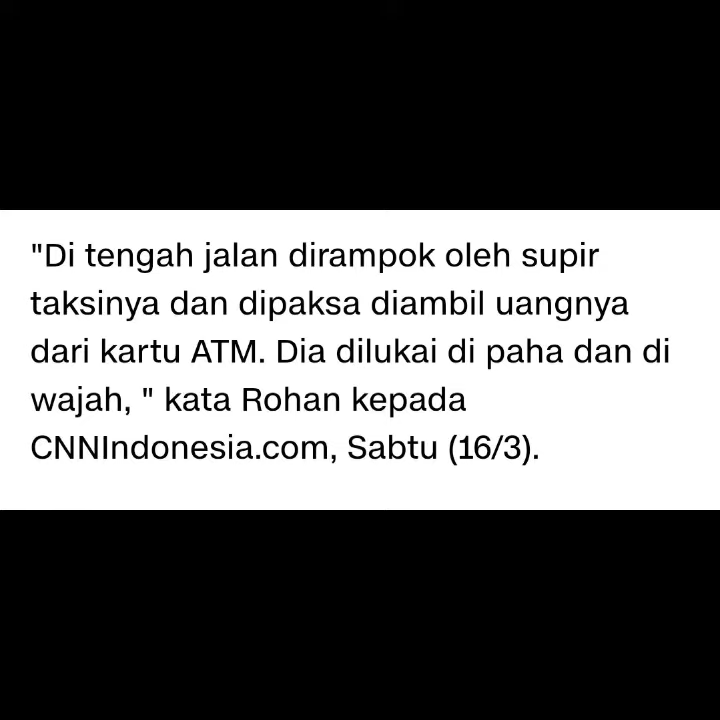 "Di tengah jalan dirampok oleh supir
taksinya dan dipaksa diambil uangnya
dari kartu ATM. Dia dilukai di paha dan di
wajah, " kata Rohan kepada
CNNIndonesia.com, Sabtu (16/3).